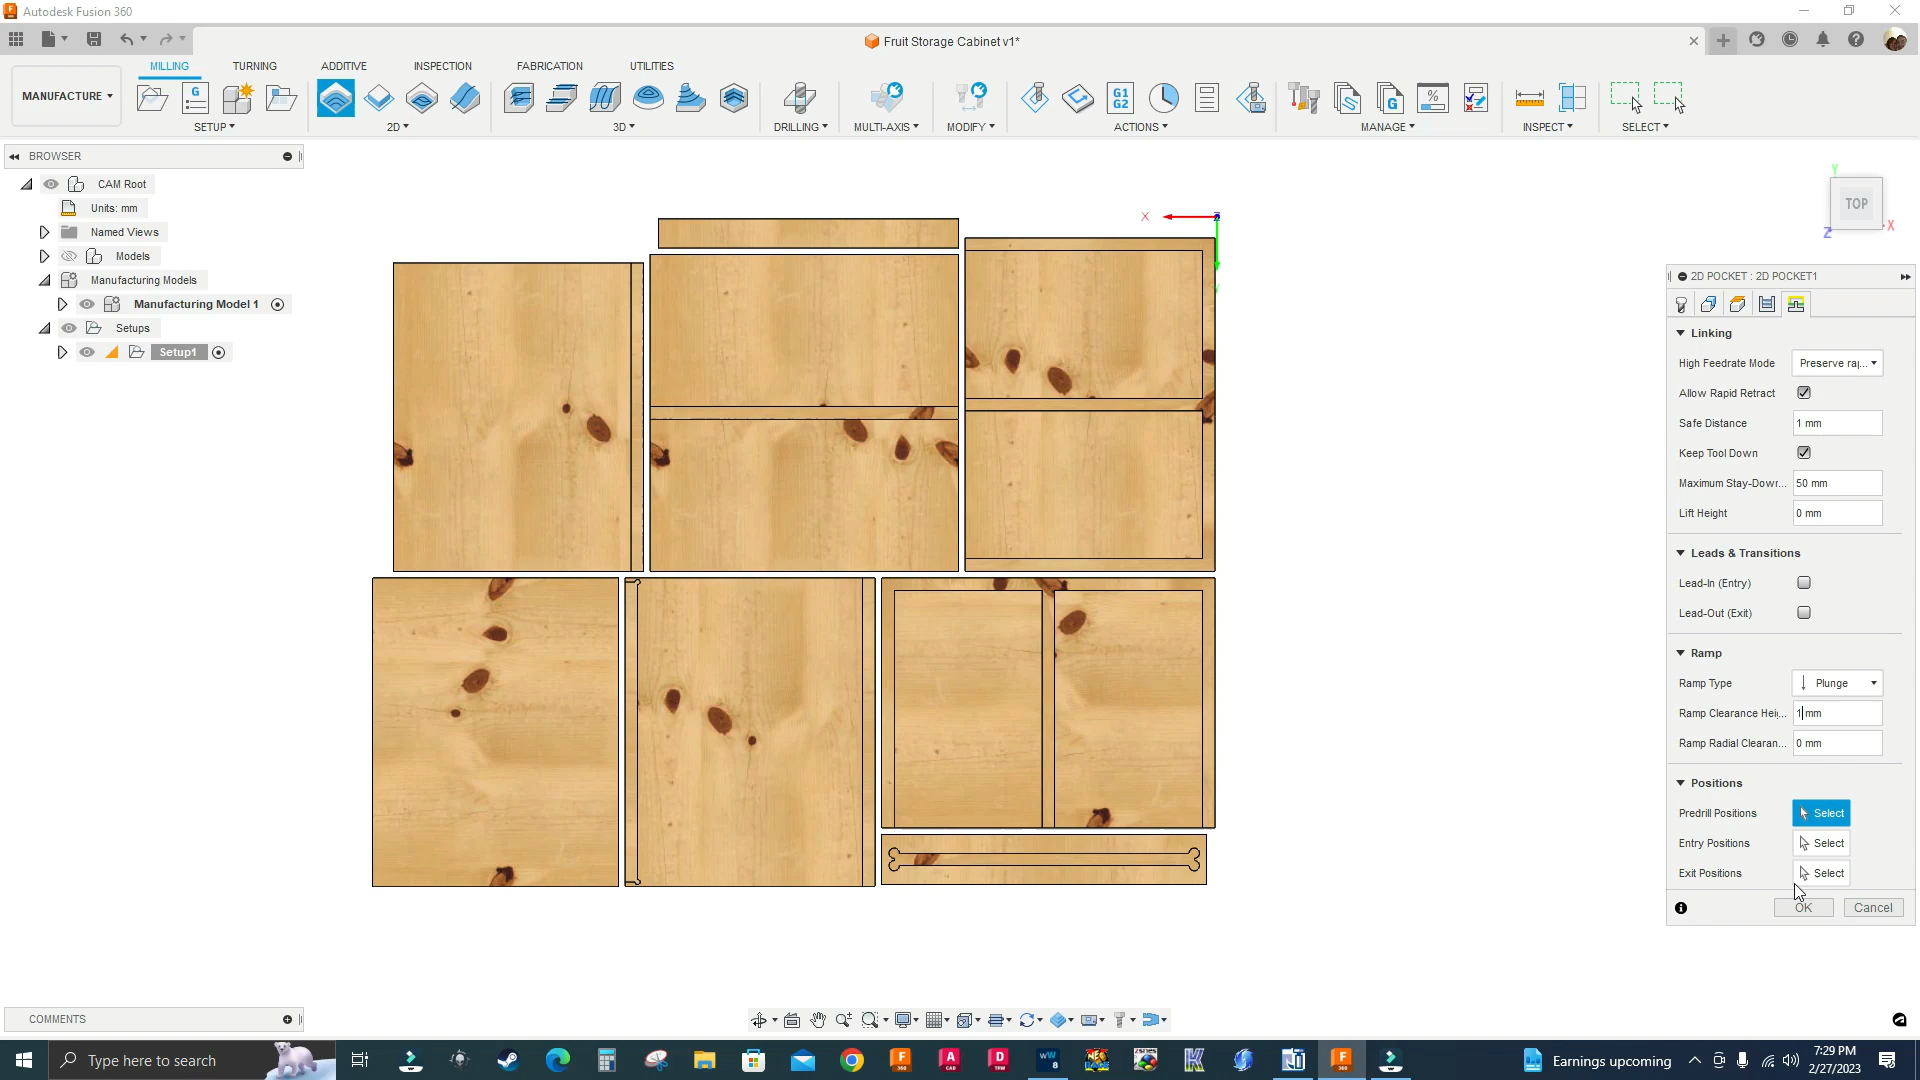 Autodesk Fusion 360
Fruit Storage Cabinet v1*
MILLING
TURNING
ADDITIVE
INSPECTION
FABRICATION
UTILITIES
MANUFACTURE
SETUP
2D
3D
DRILLING
MULTI-AXIS
MODIFY
G1
G2
ACTIONS
MANAGE
INSPECT
SELECT
BROWSER
CAM Root
Units: mm
Named Views
Models
Manufacturing Models
Manufacturing Model 1
Setups
Setup1
X
Z
Y
TOP
X
Y
Z
2D POCKET : 2D POCKET1
Linking
High Feedrate Mode
Preserve rap...
Allow Rapid Retract
Safe Distance
1 mm
Keep Tool Down
Maximum Stay-Down...
50 mm
Lift Height
0 mm
Leads & Transitions
Lead-In (Entry)
Lead-Out (Exit)
Ramp
Ramp Type
Plunge
Ramp Clearance Hei...
1 mm
Ramp Radial Clearan...
0 mm
Positions
Predrill Positions
Select
Entry Positions
Select
Exit Positions
Select
OK
Cancel
COMMENTS
Type here to search
Earnings upcoming
7:29 PM
2/27/2023